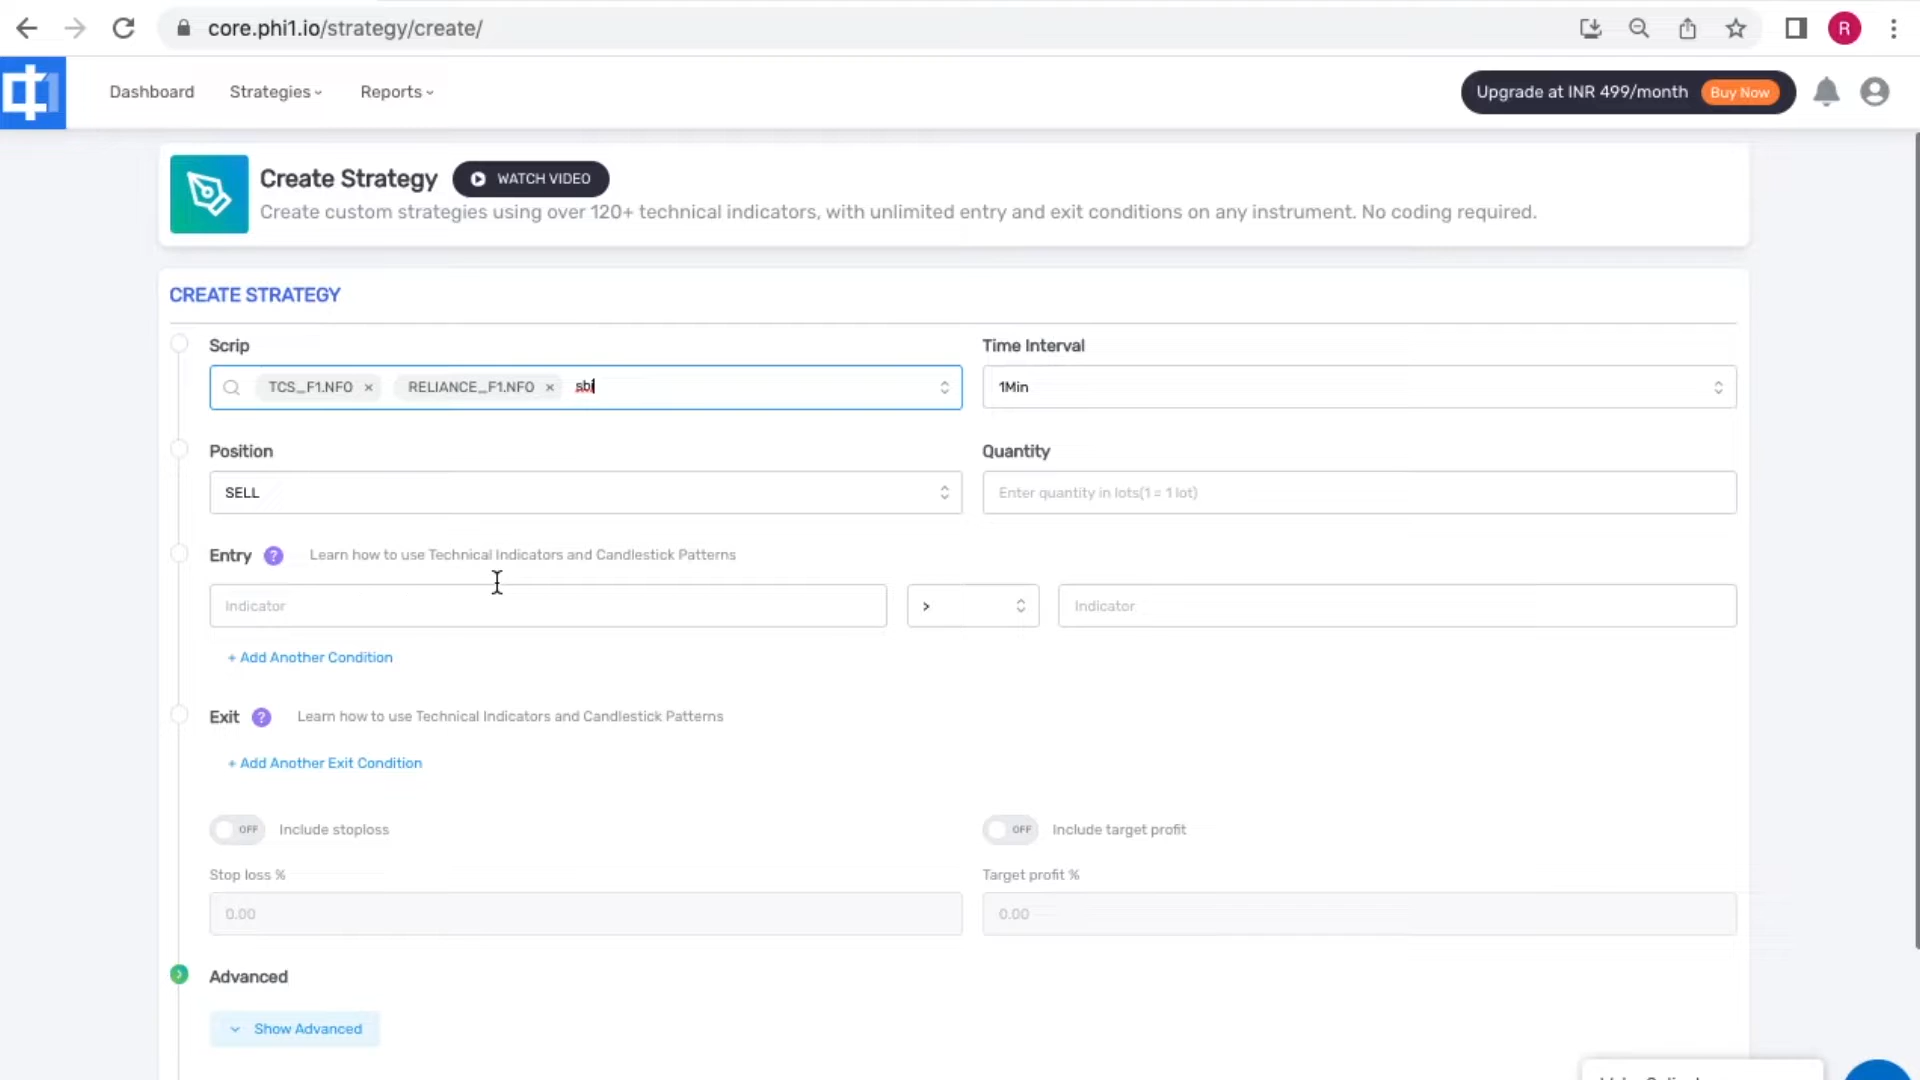 core.phi1.io/strategy/create/
R
Dashboard Strategies Reports Upgrade at INR 499/month Buy Now
Create Strategy WATCH VIDEO
Create custom strategies using over 120+ technical indicators, with unlimited entry and exit conditions on any instrument. No coding required.
CREATE STRATEGY
Scrip Time Interval
TCS_F1.NFO × RELIANCE_F1.NFO × sbi 1Min
Position Quantity
SELL Enter quantity in lots(1 = 1 lot)
Entry ? Learn how to use Technical Indicators and Candlestick Patterns
Indicator > Indicator
+ Add Another Condition
Exit ? Learn how to use Technical Indicators and Candlestick Patterns
+ Add Another Exit Condition
OFF Include stoploss OFF Include target profit
Stop loss % Target profit %
0.00 0.00
Advanced
Show Advanced